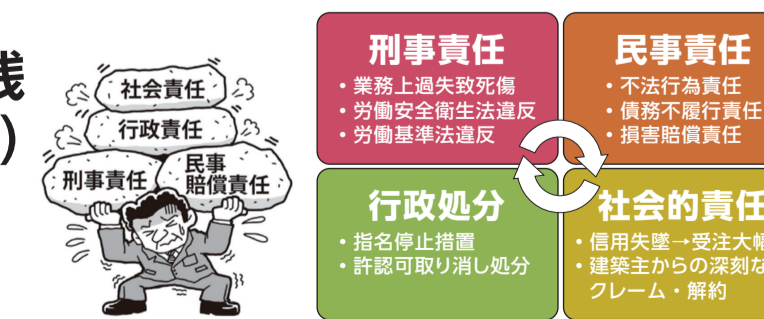 銭
)
社会責任
行政責任
刑事責任
民事
賠償責任
刑事責任
・業務上過失致死傷
・労働安全衛生法違反
・労働基準法違反
民事責任
・不法行為責任
・債務不履行責任
・損害賠償責任
行政処分
・指名停止措置
・許認可取り消し処分
社会的責任
・信用失墜→受注大幅
・建築主からの深刻な
クレーム・解約